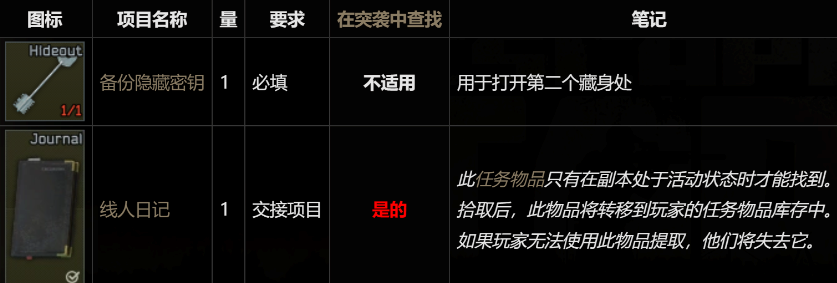 图标 项目名称 量 要求 在突袭中查找 笔记
Hideout
1/1
备份隐藏密钥 1 必填 不适用 用于打开第二个藏身处
Journal
线人日记 1 交接项目 是的
此任务物品只有在副本处于活动状态时才能找到。
拾取后，此物品将转移到玩家的任务物品库存中。
如果玩家无法使用此物品提取，他们将失去它。